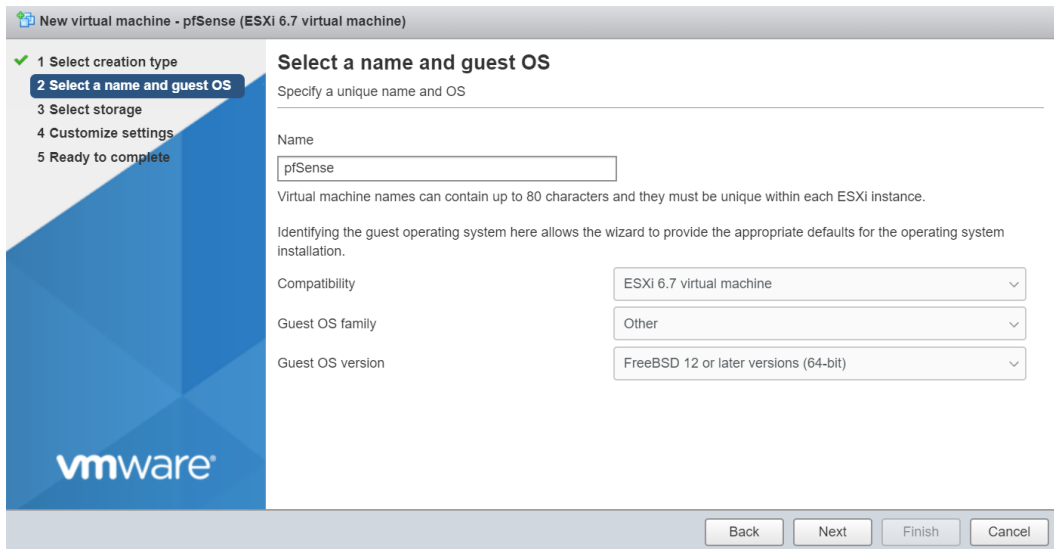 New virtual machine - pfSense (ESXi 6.7 virtual machine)
1 Select creation type
2 Select a name and guest OS
3 Select storage
4 Customize settings
5 Ready to complete
vmware®
Select a name and guest OS
Specify a unique name and OS
Name
pfSense
Virtual machine names can contain up to 80 characters and they must be unique within each ESXi instance.
Identifying the guest operating system here allows the wizard to provide the appropriate defaults for the operating system
installation.
Compatibility ESXi 6.7 virtual machine
Guest OS family Other
Guest OS version FreeBSD 12 or later versions (64-bit)
Back Next Finish Cancel